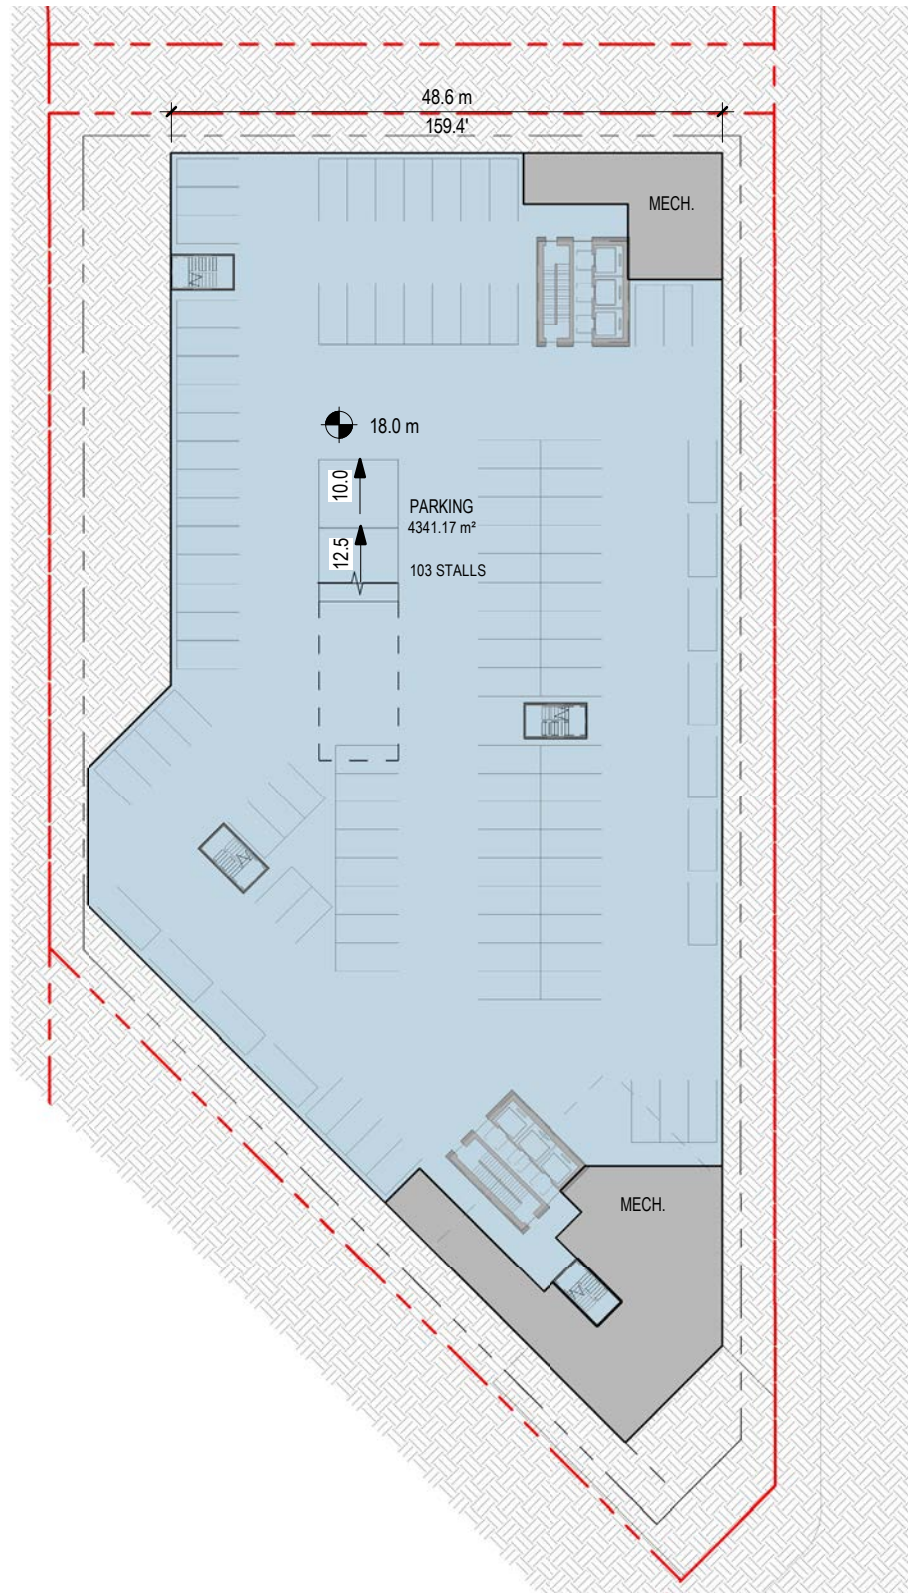 48.6 m
159.4'
MECH.
18.0 m
10.0
PARKING
4341.17 m²
12.5
103 STALLS
MECH.